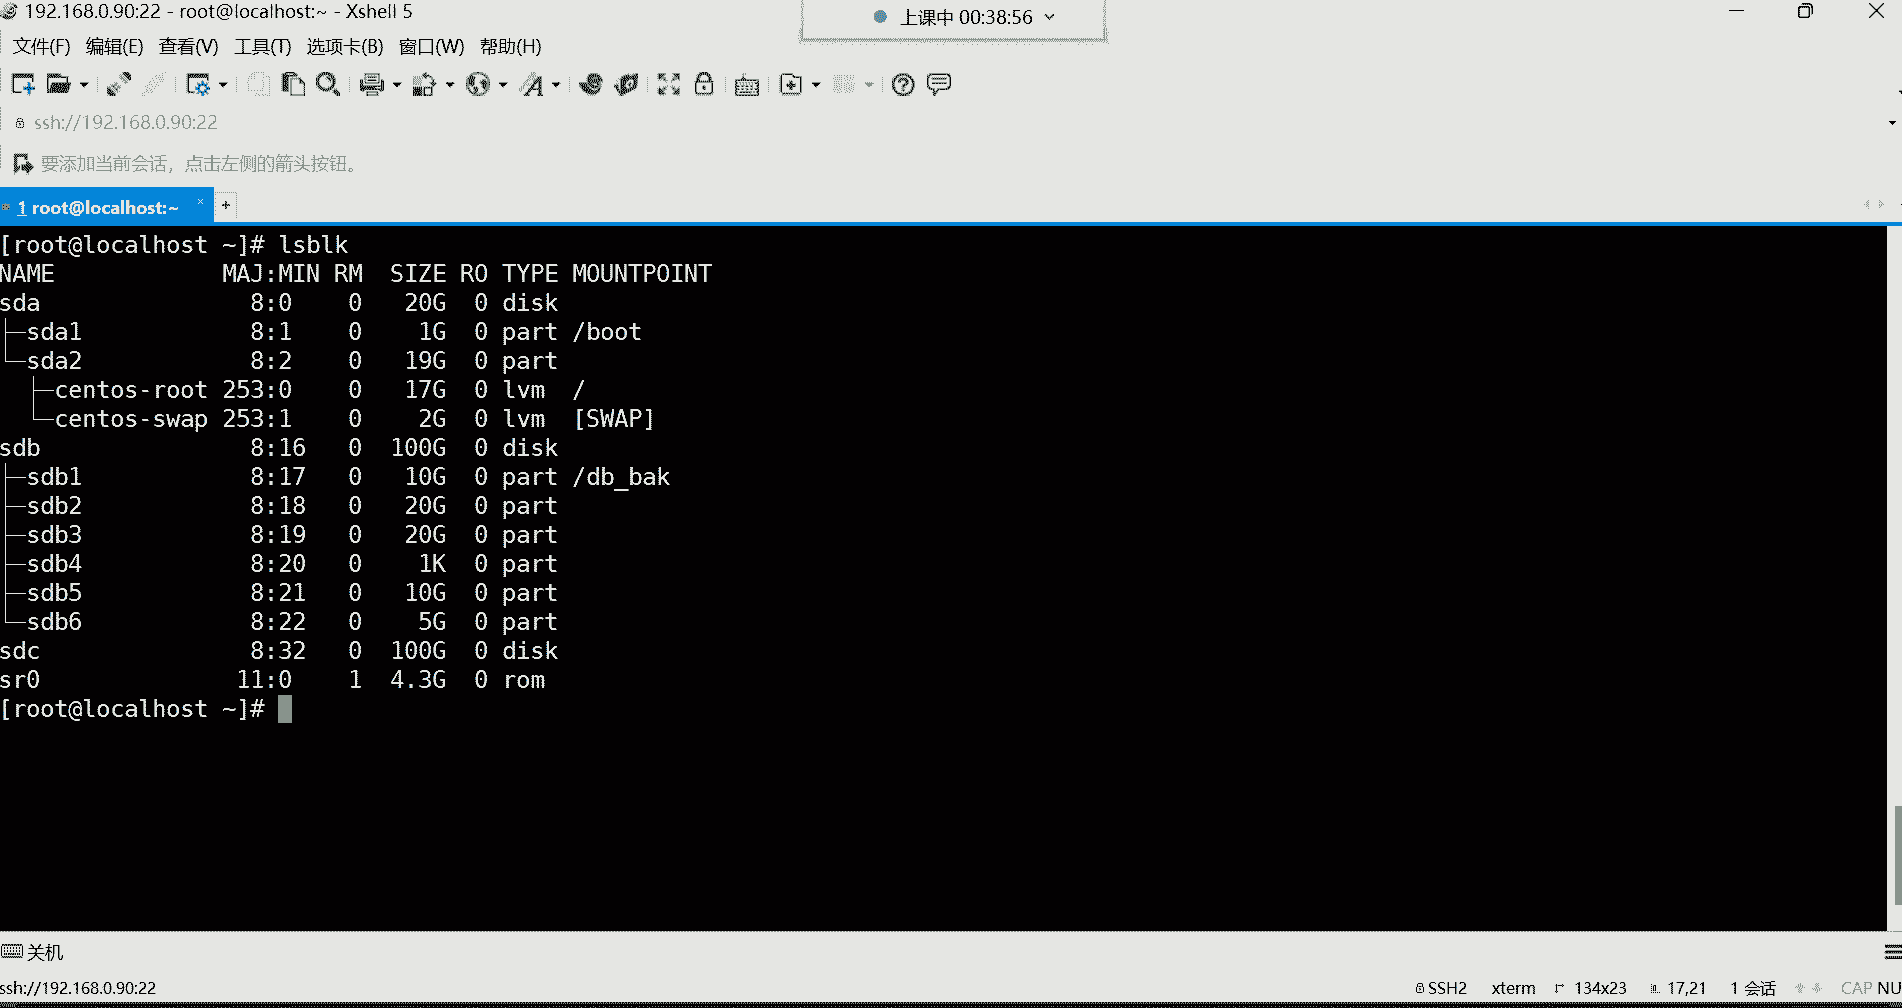 192.168.0.90:22 - root@localhost:~ - Xshell 5
上课中 00:38:56
文件(F) 编辑(E) 查看(V) 工具(T) 选项卡(B) 窗口(W) 帮助(H)
ssh://192.168.0.90:22
要添加当前会话，点击左侧的箭头按钮。
1 root@localhost:~ × +
[root@localhost ~]# lsblk
NAME            MAJ:MIN RM  SIZE RO TYPE MOUNTPOINT
sda               8:0    0   20G  0 disk
├─sda1            8:1    0    1G  0 part /boot
└─sda2            8:2    0   19G  0 part
  ├─centos-root 253:0    0   17G  0 lvm  /
  └─centos-swap 253:1    0    2G  0 lvm  [SWAP]
sdb               8:16   0  100G  0 disk
├─sdb1            8:17   0   10G  0 part /db_bak
├─sdb2            8:18   0   20G  0 part
├─sdb3            8:19   0   20G  0 part
├─sdb4            8:20   0    1K  0 part
├─sdb5            8:21   0   10G  0 part
└─sdb6            8:22   0    5G  0 part
sdc               8:32   0  100G  0 disk
sr0              11:0    1  4.3G  0 rom
[root@localhost ~]#
关机
ssh://192.168.0.90:22 SSH2 xterm 134x23 17,21 1 会话 CAP NU